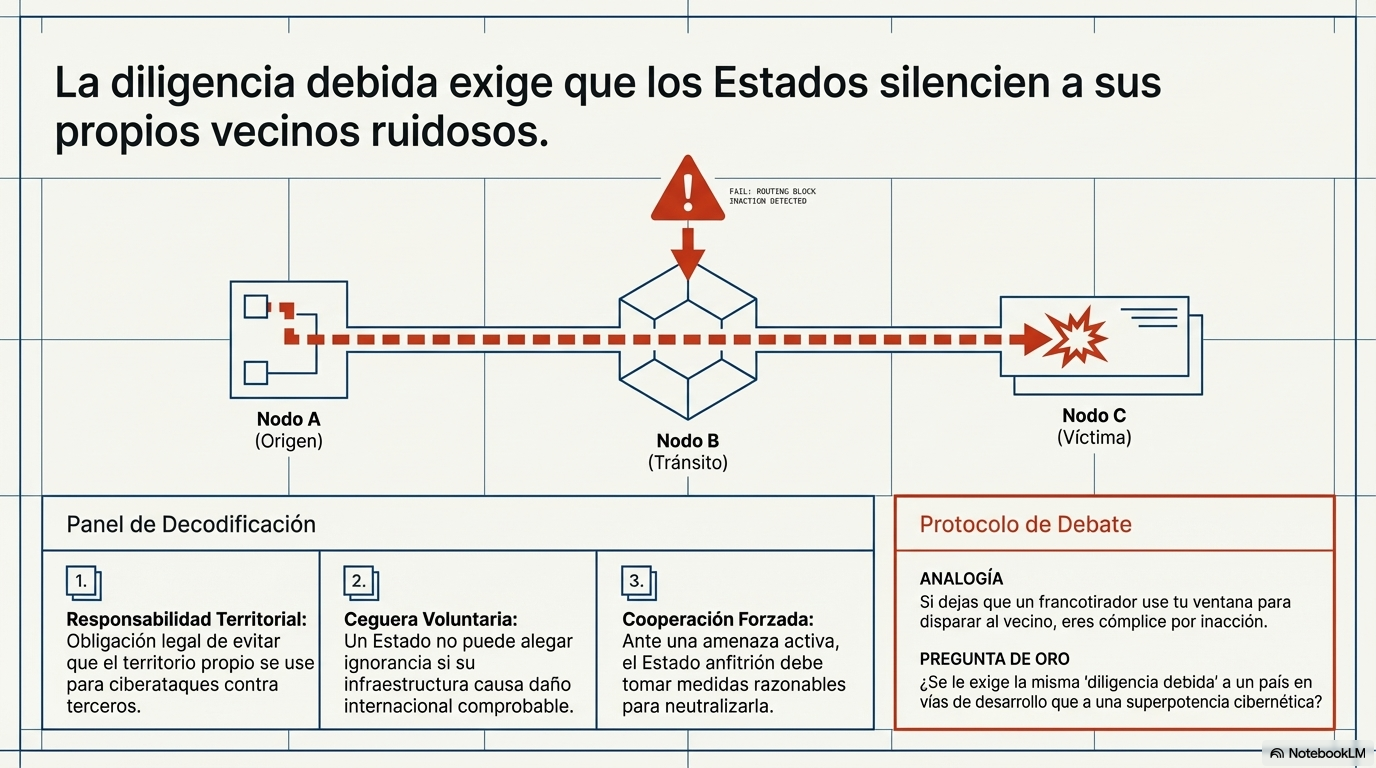 La diligencia debida exige que los Estados silencien a sus
propios vecinos ruidosos.
FAIL: ROUTING BLOCK
INACTION DETECTED
Nodo A
(Origen)
Nodo B
(Tránsito)
Nodo C
(Víctima)
Panel de Decodificación
1.
Responsabilidad Territorial:
Obligación legal de evitar
que el territorio propio se use
para ciberataques contra
terceros.
2.
Ceguera Voluntaria:
Un Estado no puede alegar
ignorancia si su
infraestructura causa daño
internacional comprobable.
3.
Cooperación Forzada:
Ante una amenaza activa,
el Estado anfitrión debe
tomar medidas razonables
para neutralizarla.
Protocolo de Debate
ANALOGÍA
Si dejas que un francotirador use tu ventana para
disparar al vecino, eres cómplice por inacción.
PREGUNTA DE ORO
¿Se le exige la misma 'diligencia debida' a un país en
vías de desarrollo que a una superpotencia cibernética?
NotebookLM